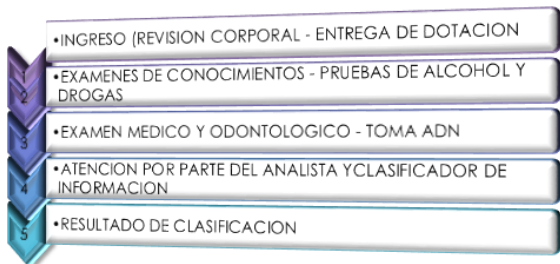 1
•INGRESO (REVISION CORPORAL - ENTREGA DE DOTACION
2
•EXAMENES DE CONOCIMIENTOS - PRUEBAS DE ALCOHOL Y
DROGAS
3
•EXAMEN MEDICO Y ODONTOLOGICO - TOMA ADN
4
•ATENCION POR PARTE DEL ANALISTA YCLASIFICADOR DE
INFORMACION
5
•RESULTADO DE CLASIFICACION